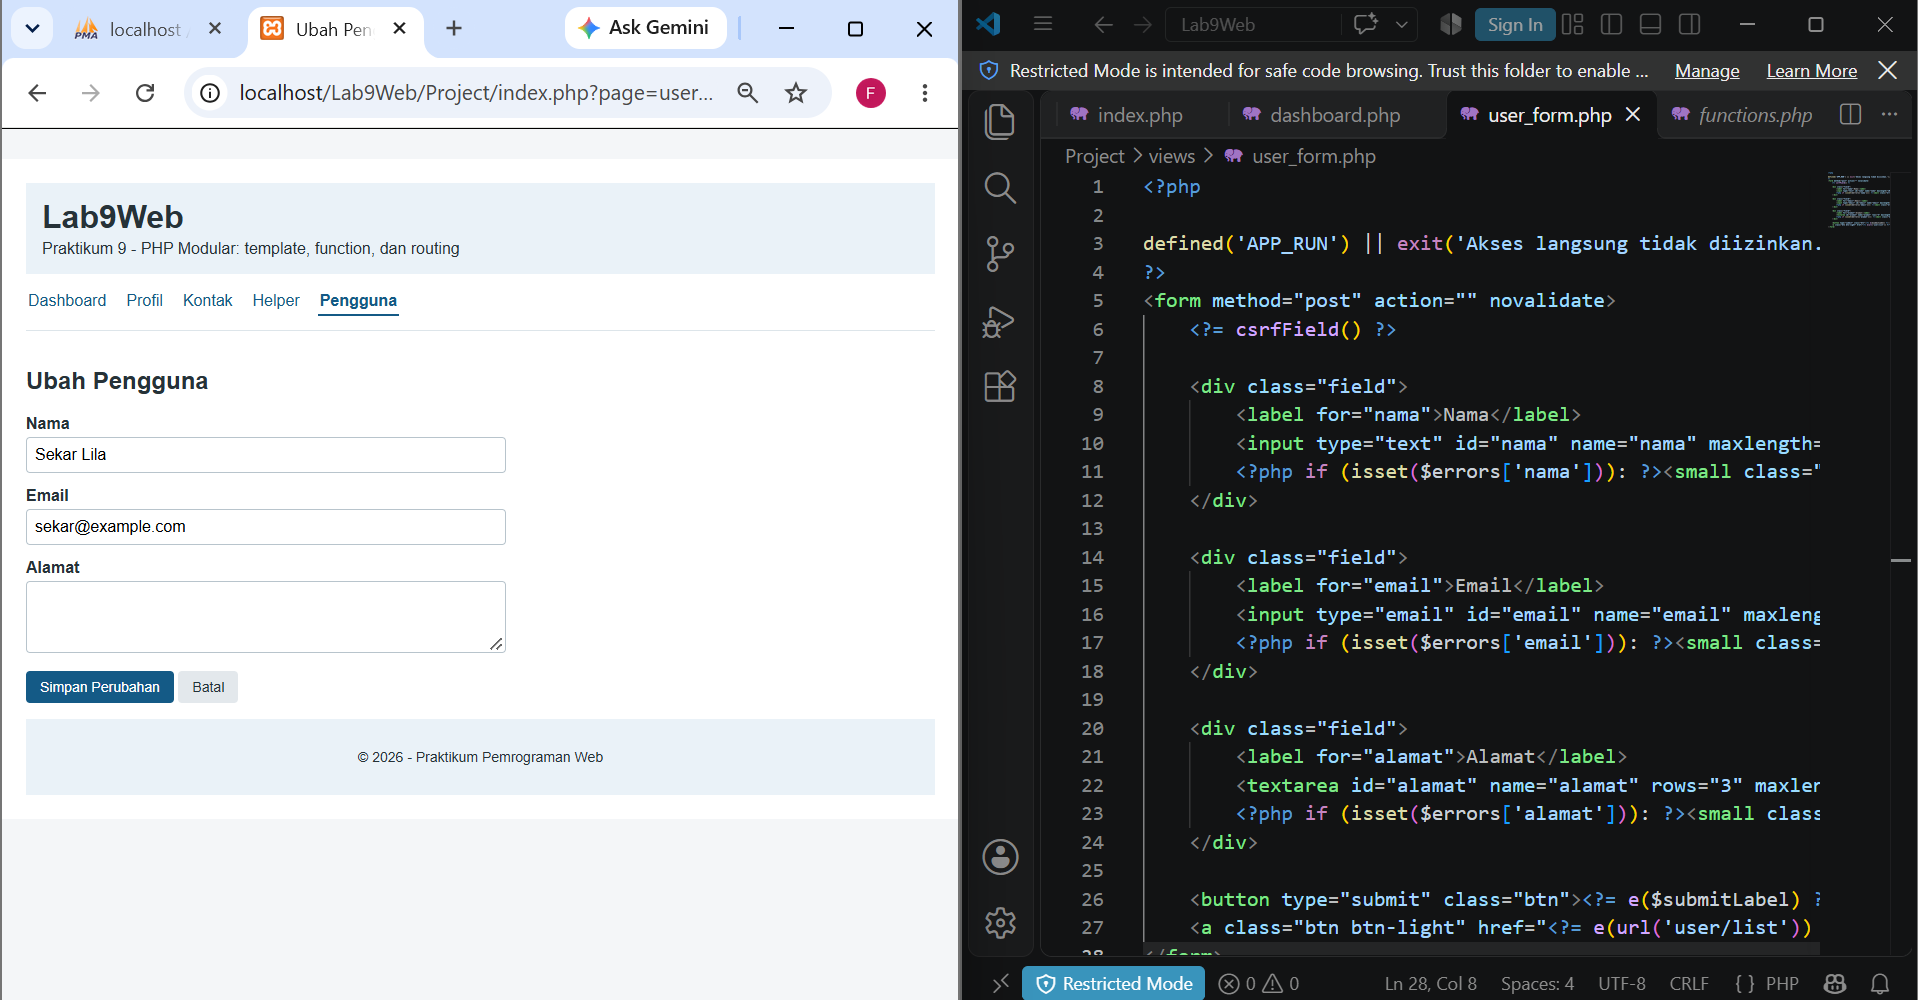 PMA localhost /
Ubah Pen
Ask Gemini
localhost/Lab9Web/Project/index.php?page=user...
F
Lab9Web
Praktikum 9 - PHP Modular: template, function, dan routing
Dashboard Profil Kontak Helper Pengguna
Ubah Pengguna
Nama
Sekar Lila
Email
sekar@example.com
Alamat
Simpan Perubahan Batal
© 2026 - Praktikum Pemrograman Web
Lab9Web
Sign In
Restricted Mode is intended for safe code browsing. Trust this folder to enable ... Manage Learn More
index.php dashboard.php user_form.php functions.php
Project > views > user_form.php
1 <?php
2
3 defined('APP_RUN') || exit('Akses langsung tidak diizinkan.
4 ?>
5 <form method="post" action="" novalidate>
6 <?= csrfField() ?>
7
8 <div class="field">
9 <label for="nama">Nama</label>
10 <input type="text" id="nama" name="nama" maxlength=
11 <?php if (isset($errors['nama'])): ?><small class="
12 </div>
13
14 <div class="field">
15 <label for="email">Email</label>
16 <input type="email" id="email" name="email" maxleng
17 <?php if (isset($errors['email'])): ?><small class=
18 </div>
19
20 <div class="field">
21 <label for="alamat">Alamat</label>
22 <textarea id="alamat" name="alamat" rows="3" maxlen
23 <?php if (isset($errors['alamat'])): ?><small class
24 </div>
25
26 <button type="submit" class="btn"><?= e($submitLabel) ?
27 <a class="btn btn-light" href="<?= e(url('user/list'))
28 </form>
Restricted Mode 0 0 Ln 28, Col 8 Spaces: 4 UTF-8 CRLF { } PHP